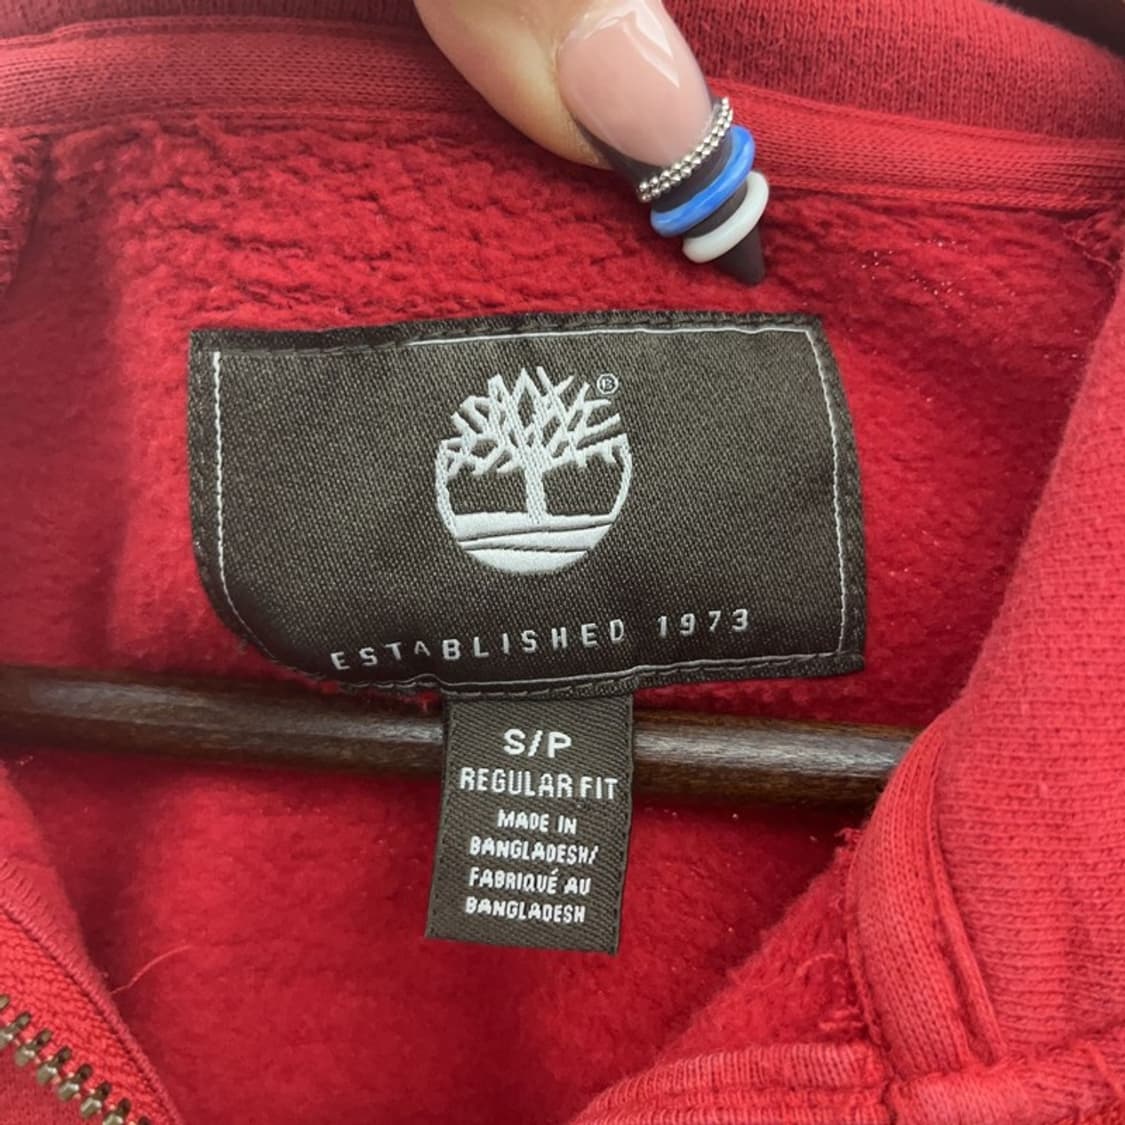 ®
ESTABLISHED 1973
S/P
REGULAR FIT
MADE IN
BANGLADESH/
FABRIQUÉ AU
BANGLADESH